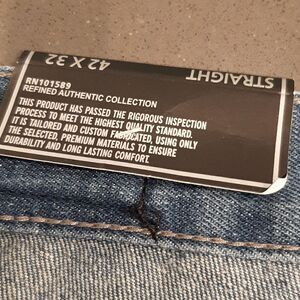 STRAIGHT
42 X 32
RN101589
REFINED AUTHENTIC COLLECTION
THIS PRODUCT HAS PASSED THE RIGOROUS INSPECTION
PROCESS TO MEET THE HIGHEST QUALITY STANDARD.
IT IS TAILORED AND CUSTOM FABRICATED, USING ONLY
THE SELECTED, PREMIUM MATERIALS TO ENSURE
DURABILITY AND LONG LASTING COMFORT.